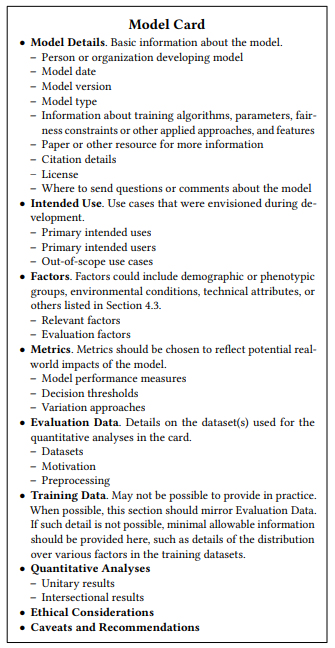 Model Card
• Model Details. Basic information about the model.
– Person or organization developing model
– Model date
– Model version
– Model type
– Information about training algorithms, parameters, fair-
ness constraints or other applied approaches, and features
– Paper or other resource for more information
– Citation details
– License
– Where to send questions or comments about the model
• Intended Use. Use cases that were envisioned during de-
velopment.
– Primary intended uses
– Primary intended users
– Out-of-scope use cases
• Factors. Factors could include demographic or phenotypic
groups, environmental conditions, technical attributes, or
others listed in Section 4.3.
– Relevant factors
– Evaluation factors
• Metrics. Metrics should be chosen to reflect potential real-
world impacts of the model.
– Model performance measures
– Decision thresholds
– Variation approaches
• Evaluation Data. Details on the dataset(s) used for the
quantitative analyses in the card.
– Datasets
– Motivation
– Preprocessing
• Training Data. May not be possible to provide in practice.
When possible, this section should mirror Evaluation Data.
If such detail is not possible, minimal allowable information
should be provided here, such as details of the distribution
over various factors in the training datasets.
• Quantitative Analyses
– Unitary results
– Intersectional results
• Ethical Considerations
• Caveats and Recommendations